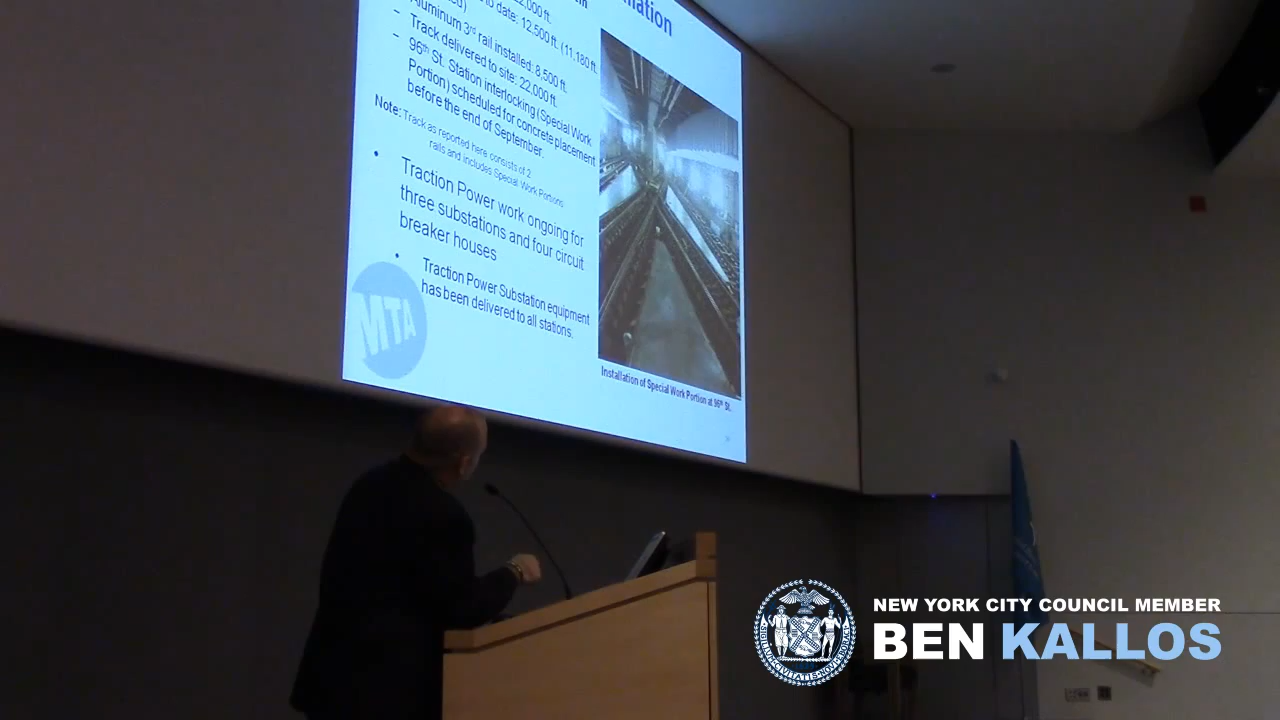 mation
2,000 ft.
to date: 12,500 ft. (11,180 ft.
- Aluminum 3rd rail installed: 8,500 ft.
- Track delivered to site: 22,000 ft.
- 96th St. Station interlocking (Special Work
Portion) scheduled for concrete placement
before the end of September.
Note: Track as reported here consists of 2
rails and includes Special Work Portions
• Traction Power work ongoing for
three substations and four circuit
breaker houses
• Traction Power Substation equipment
has been delivered to all stations.
MTA
Installation of Special Work Portion at 96th St.
NEW YORK CITY COUNCIL MEMBER
BEN KALLOS